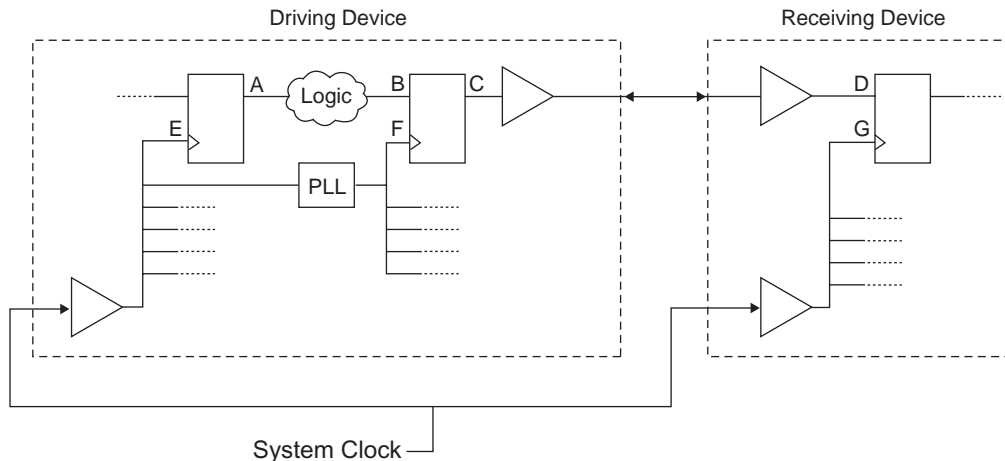 Driving Device
Receiving Device
A
Logic
B
C
D
E
F
G
PLL
System Clock